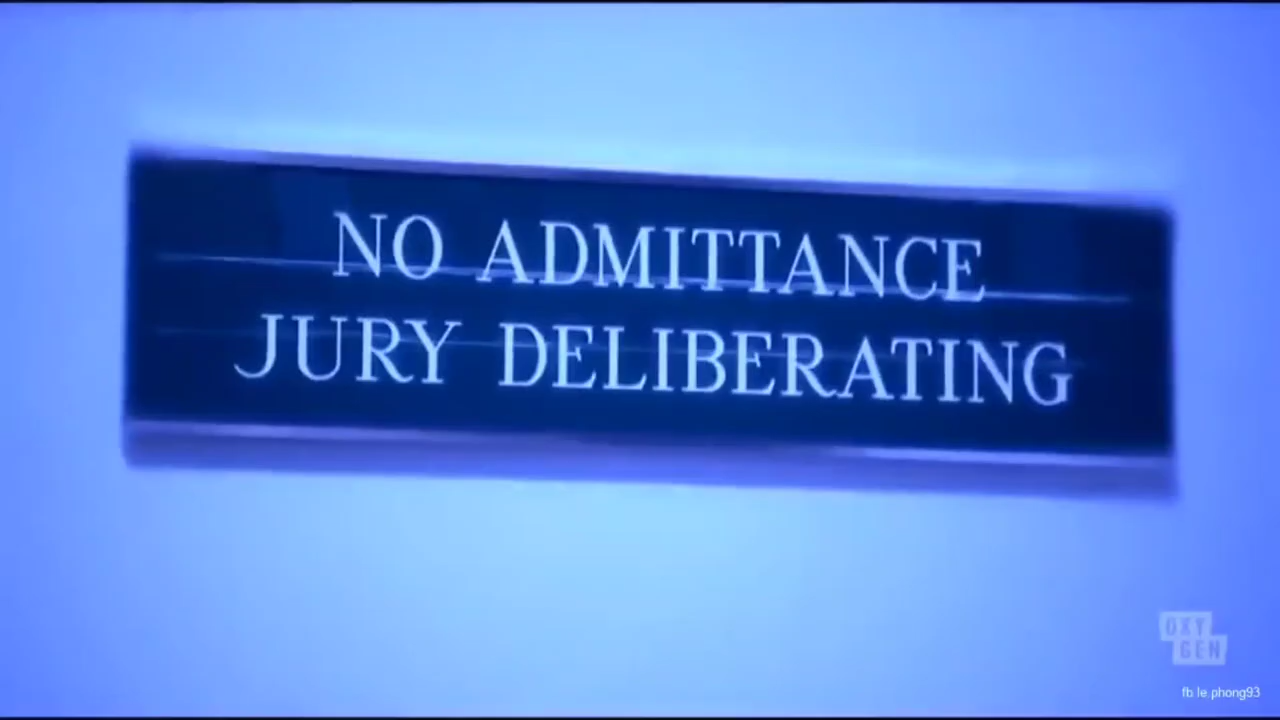 NO ADMITTANCE
JURY DELIBERATING
OXY
GEN
fb.le.phong93